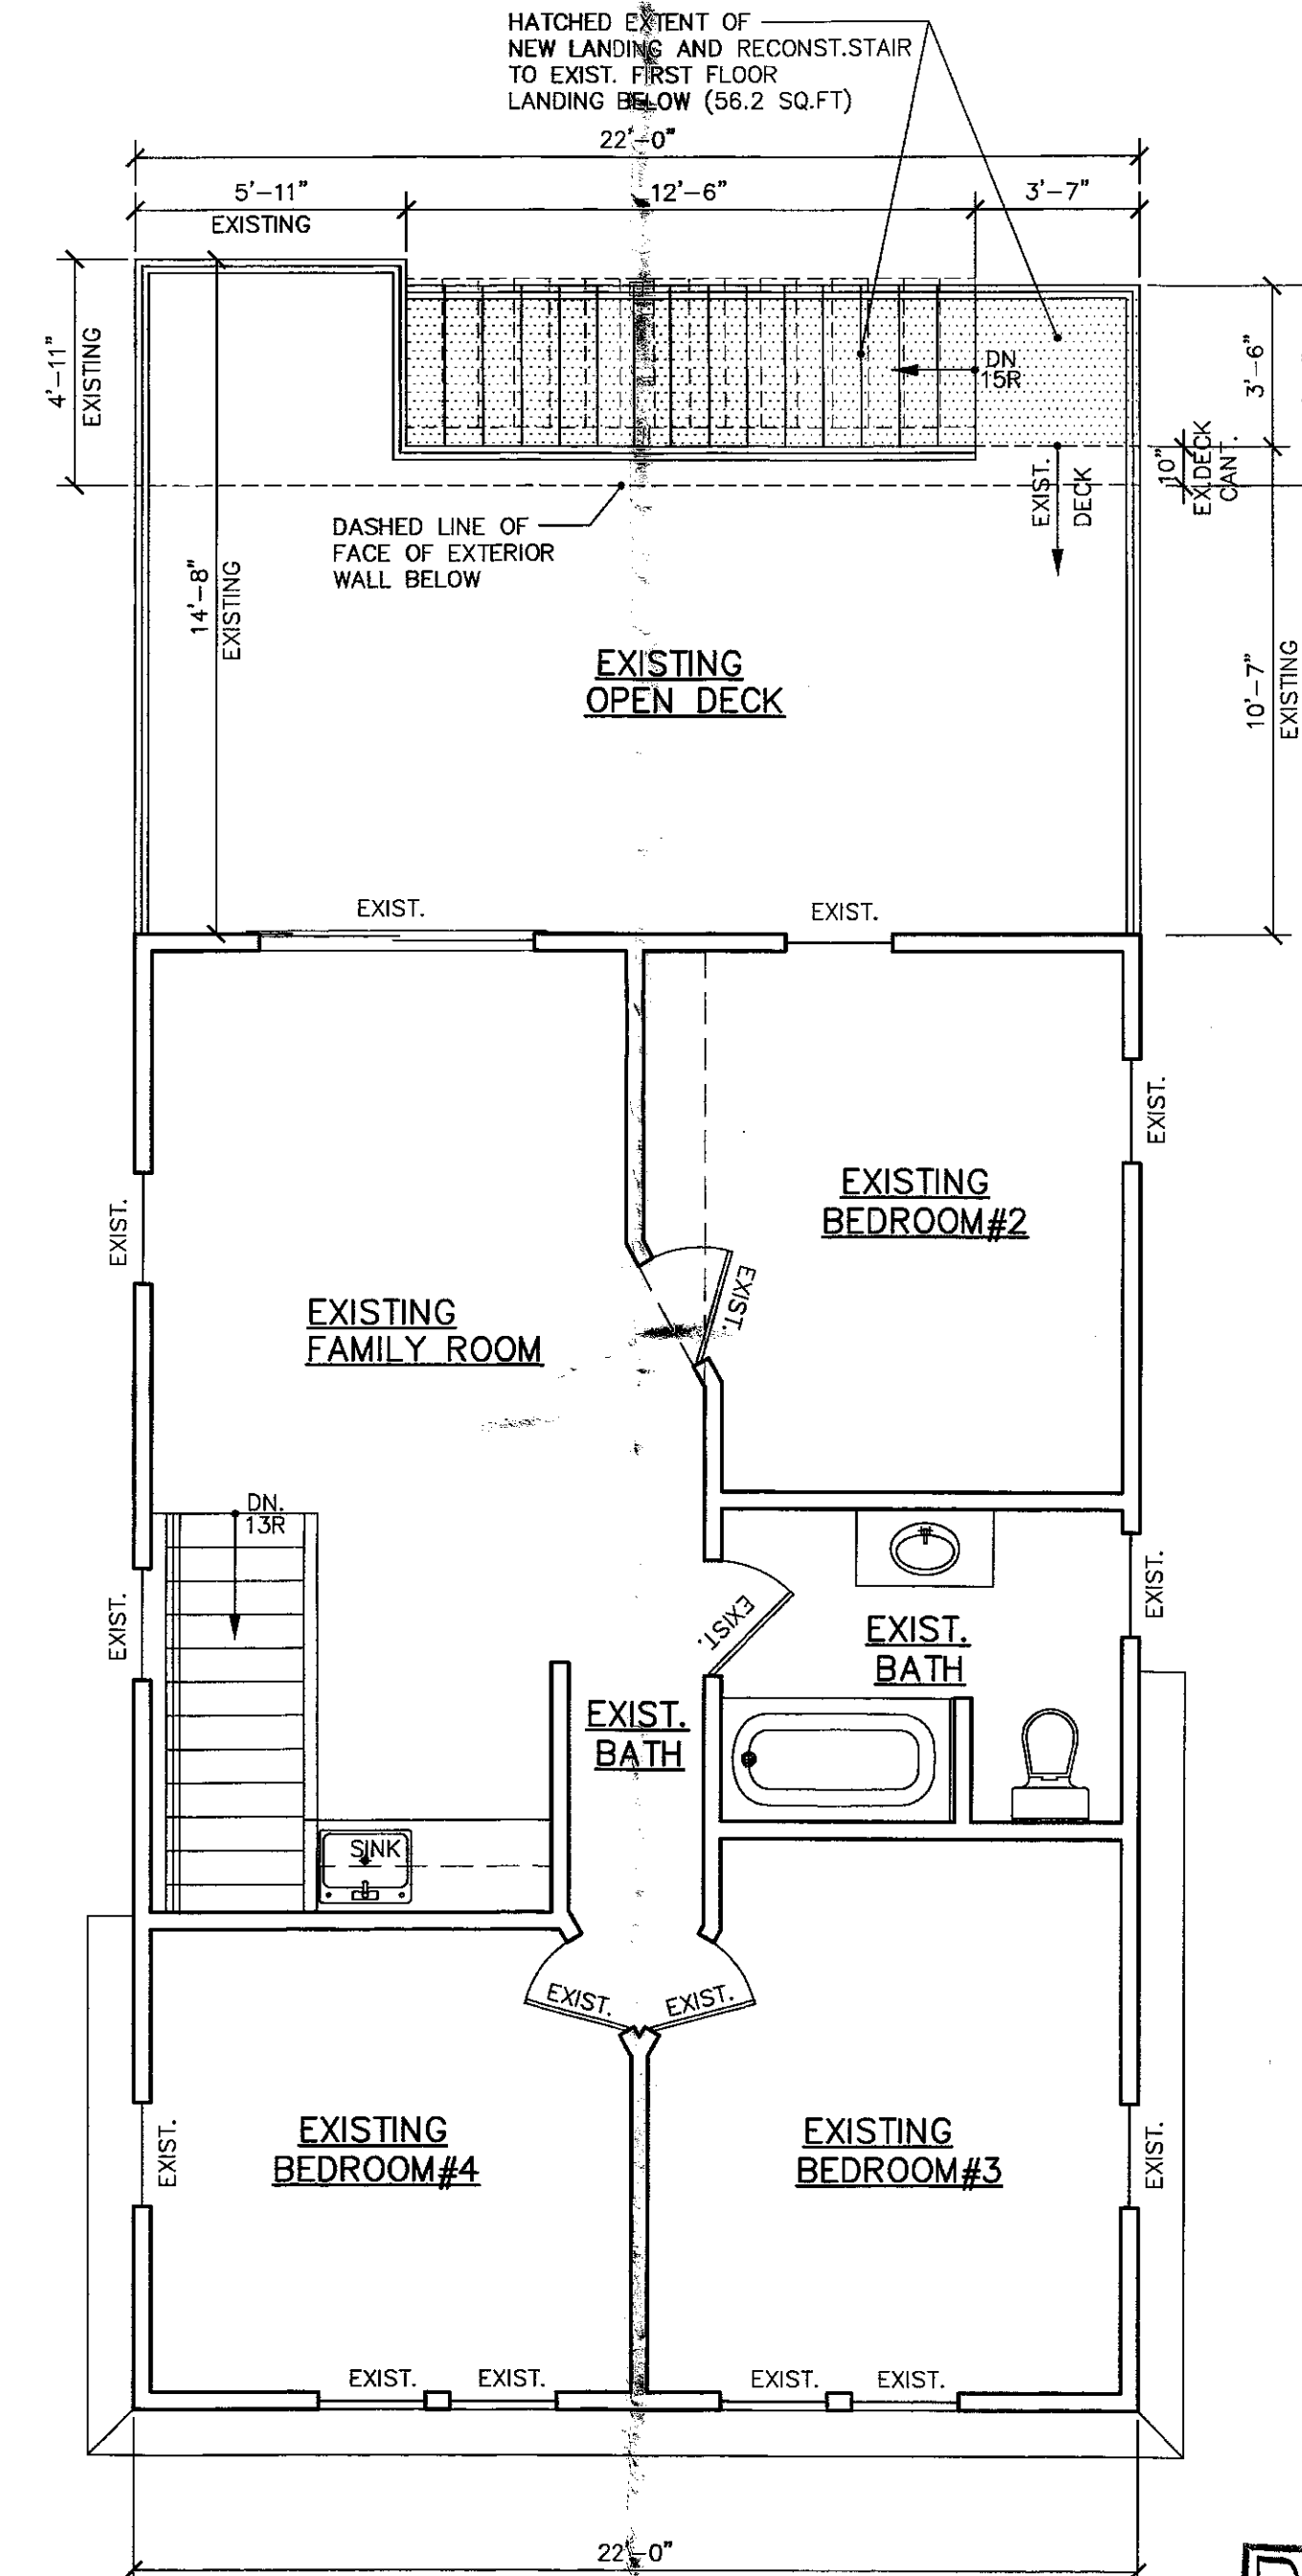 HATCHED EXTENT OF
NEW LANDING AND RECONST.STAIR
TO EXIST. FIRST FLOOR
LANDING BELOW (56.2 SQ.FT)
22'-0"
5'-11"
EXISTING
12'-6"
3'-7"
4'-11"
EXISTING
DN
15R
3'-6"
10"
EX.DECK
CANT.
EXIST.
DECK
DASHED LINE OF
FACE OF EXTERIOR
WALL BELOW
14'-8"
EXISTING
EXISTING
OPEN DECK
10'-7"
EXISTING
EXIST.
EXIST.
EXIST.
EXISTING
BEDROOM#2
EXIST.
EXIST.
EXISTING
FAMILY ROOM
DN.
13R
EXIST.
EXIST.
EXIST.
EXIST.
BATH
EXIST.
BATH
SINK
EXIST.
EXIST.
EXISTING
BEDROOM#4
EXISTING
BEDROOM#3
EXIST.
EXIST.
EXIST.
EXIST.
EXIST.
EXIST.
22'-0"